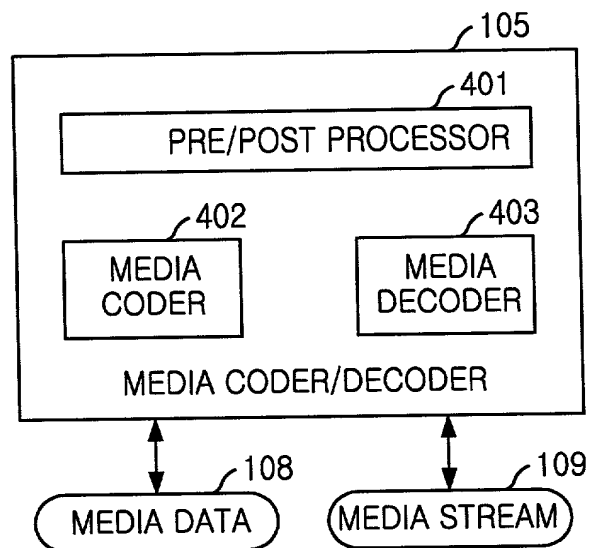 105
401
PRE/POST PROCESSOR
402
403
MEDIA
CODER
MEDIA
DECODER
MEDIA CODER/DECODER
108
109
MEDIA DATA
MEDIA STREAM